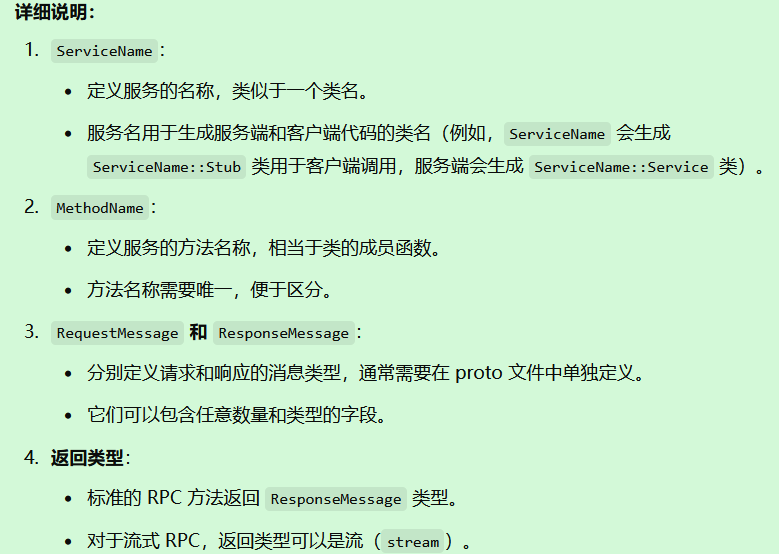 详细说明：
1. ServiceName：
• 定义服务的名称，类似于一个类名。
• 服务名用于生成服务端和客户端代码的类名（例如，ServiceName 会生成
ServiceName::Stub 类用于客户端调用，服务端会生成 ServiceName::Service 类）。
2. MethodName：
• 定义服务的方法名称，相当于类的成员函数。
• 方法名称需要唯一，便于区分。
3. RequestMessage 和 ResponseMessage：
• 分别定义请求和响应的消息类型，通常需要在 proto 文件中单独定义。
• 它们可以包含任意数量和类型的字段。
4. 返回类型：
• 标准的 RPC 方法返回 ResponseMessage 类型。
• 对于流式 RPC，返回类型可以是流（stream）。